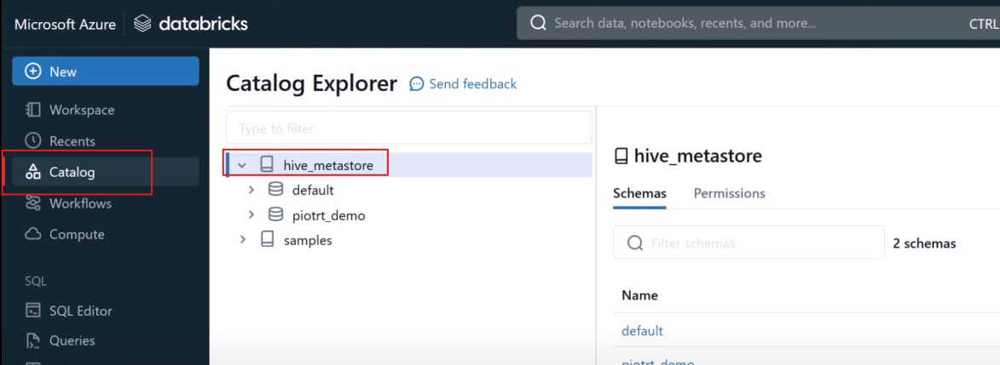 Microsoft Azure databricks
Search data, notebooks, recents, and more...
CTRL
New
Workspace
Recents
Catalog
Workflows
Compute
SQL
SQL Editor
Queries
Catalog Explorer
Send feedback
Type to filter
hive_metastore
default
piotrt_demo
samples
hive_metastore
Schemas Permissions
Filter schemas
2 schemas
Name
default
piotrt_demo